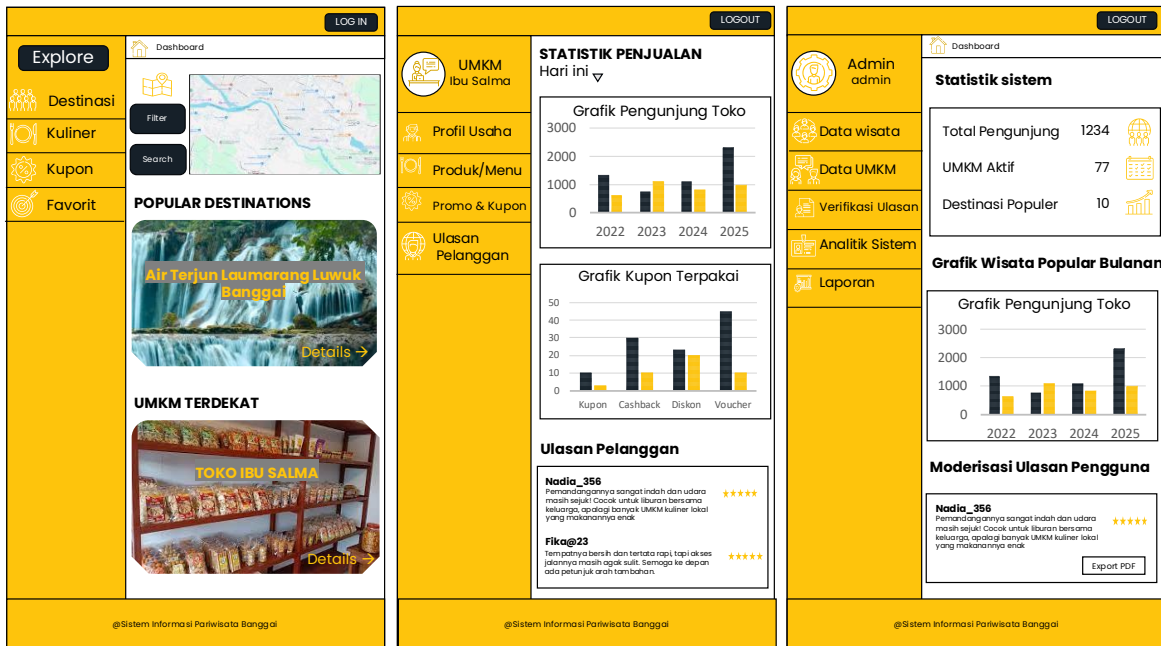 LOG IN
Explore
Destinasi
Kuliner
Kupon
Favorit
Dashboard
Filter
Search
POPULAR DESTINATIONS
Air Terjun Laumarang Luwuk
Banggai
Details →
UMKM TERDEKAT
TOKO IBU SALMA
Details →
@Sistem Informasi Pariwisata Banggai
LOGOUT
UMKM
Ibu Salma
Profil Usaha
Produk/Menu
Promo & Kupon
Ulasan
Pelanggan
STATISTIK PENJUALAN
Hari ini
Grafik Pengunjung Toko
3000
2000
1000
0
2022 2023 2024 2025
Grafik Kupon Terpakai
50
40
30
20
10
0
Kupon Cashback Diskon Voucher
Ulasan Pelanggan
Nadia_356
Pemandangannya sangat indah dan udara
masih sejuk! Cocok untuk liburan bersama
keluarga, apalagi banyak UMKM kuliner lokal
yang makanannya enak
Fika@23
Tempatnya bersih dan tertata rapi, tapi akses
jalannya masih agak sulit. Semoga ke depan
ada petunjuk arah tambahan.
@Sistem Informasi Pariwisata Banggai
LOGOUT
Admin
admin
Data wisata
Data UMKM
Verifikasi Ulasan
Analitik Sistem
Laporan
Dashboard
Statistik sistem
Total Pengunjung 1234
UMKM Aktif 77
Destinasi Populer 10
Grafik Wisata Popular Bulanan
Grafik Pengunjung Toko
3000
2000
1000
0
2022 2023 2024 2025
Moderisasi Ulasan Pengguna
Nadia_356
Pemandangannya sangat indah dan udara
masih sejuk! Cocok untuk liburan bersama
keluarga, apalagi banyak UMKM kuliner lokal
yang makanannya enak
Export PDF
@Sistem Informasi Pariwisata Banggai